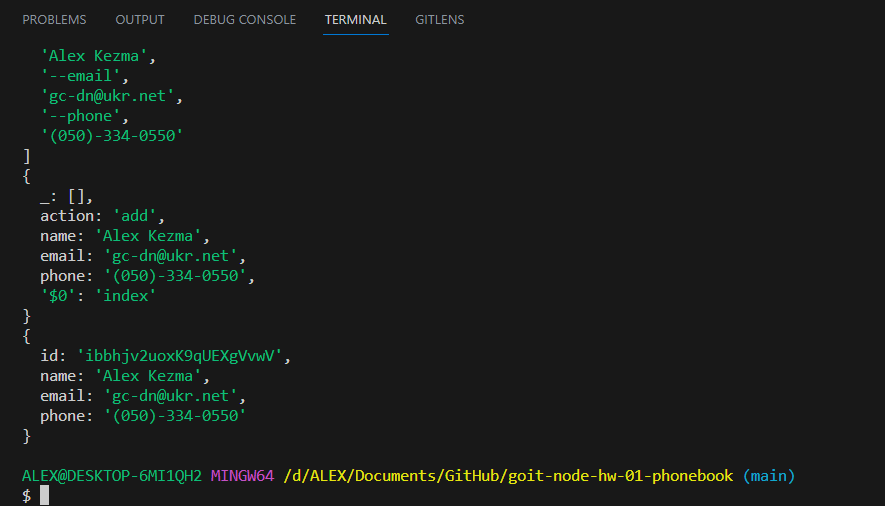 PROBLEMS OUTPUT DEBUG CONSOLE TERMINAL GITLENS
'Alex Kezma',
'--email',
'gc-dn@ukr.net',
'--phone',
'(050)-334-0550'
]
{
_: [],
action: 'add',
name: 'Alex Kezma',
email: 'gc-dn@ukr.net',
phone: '(050)-334-0550',
'$0': 'index'
}
{
id: 'ibbhjv2uoxK9qUEXgVvwV',
name: 'Alex Kezma',
email: 'gc-dn@ukr.net',
phone: '(050)-334-0550'
}
ALEX@DESKTOP-6MI1QH2 MINGW64 /d/ALEX/Documents/GitHub/goit-node-hw-01-phonebook (main)
$